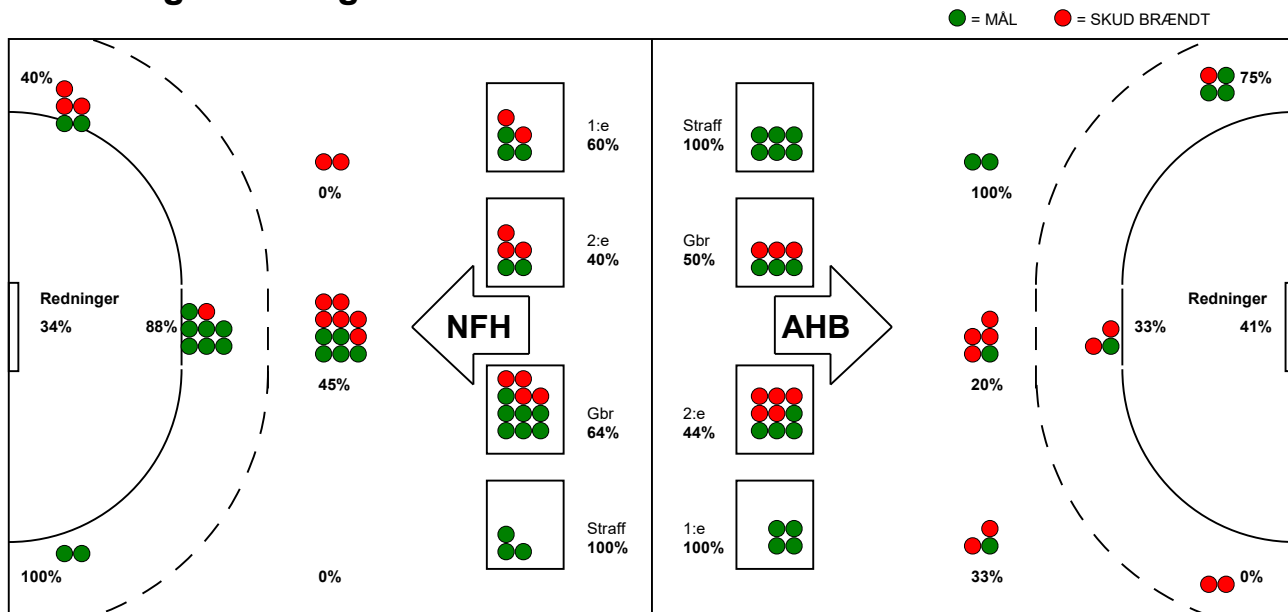 = MÅL
= SKUD BRÆNDT
40%
75%
1:e
60%
Straff
100%
0%
100%
2:e
40%
Gbr
50%
Redninger
34%
88%
NFH
AHB
33%
Redninger
41%
45%
20%
Gbr
64%
2:e
44%
Straff
100%
1:e
100%
100%
0%
33%
0%